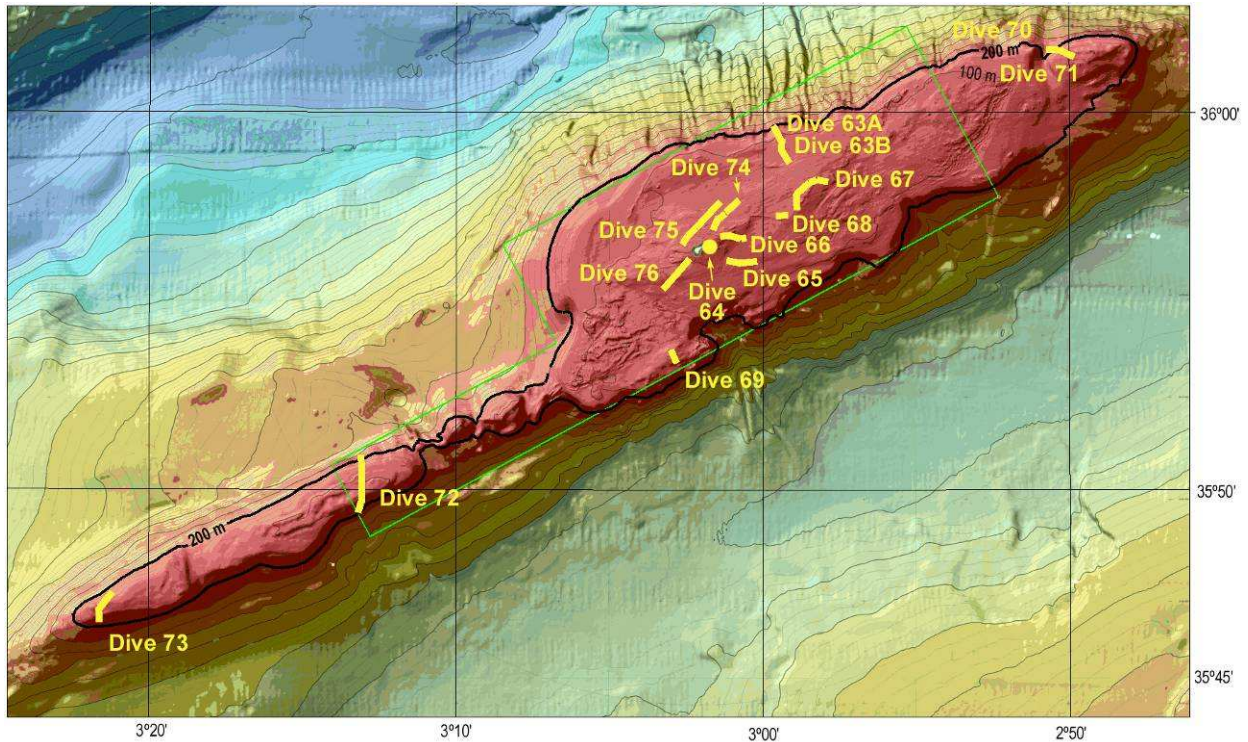 Dive 70
200 m
100 m
Dive 71
36º00'
Dive 63A
Dive 63B
Dive 74
Dive 67
Dive 75
Dive 68
Dive 66
Dive 76
Dive 65
Dive
64
Dive 69
Dive 72
35º50'
200 m
Dive 73
35º45'
3º20'
3º10'
3º00'
2º50'